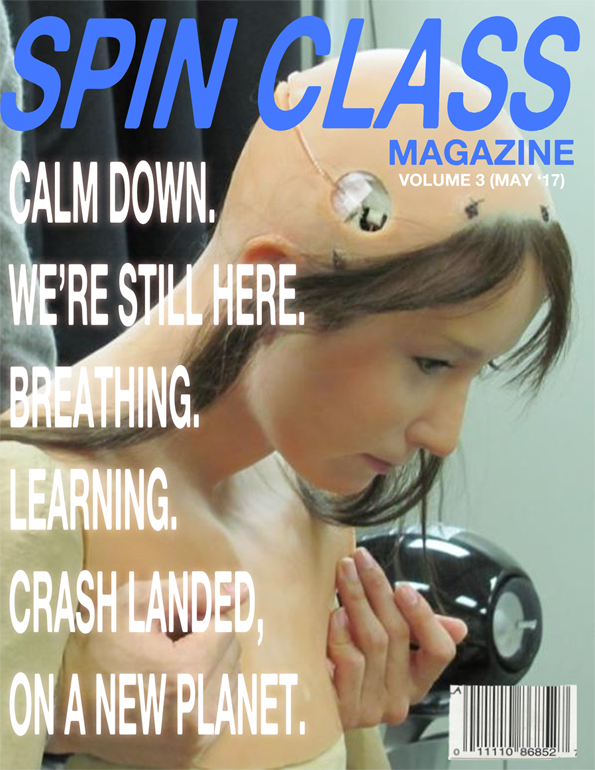 SPIN CLASS
MAGAZINE
VOLUME 3 (MAY '17)
CALM DOWN.
WE'RE STILL HERE.
BREATHING.
LEARNING.
CRASH LANDED,
ON A NEW PLANET.
A
0 11110 86852 7